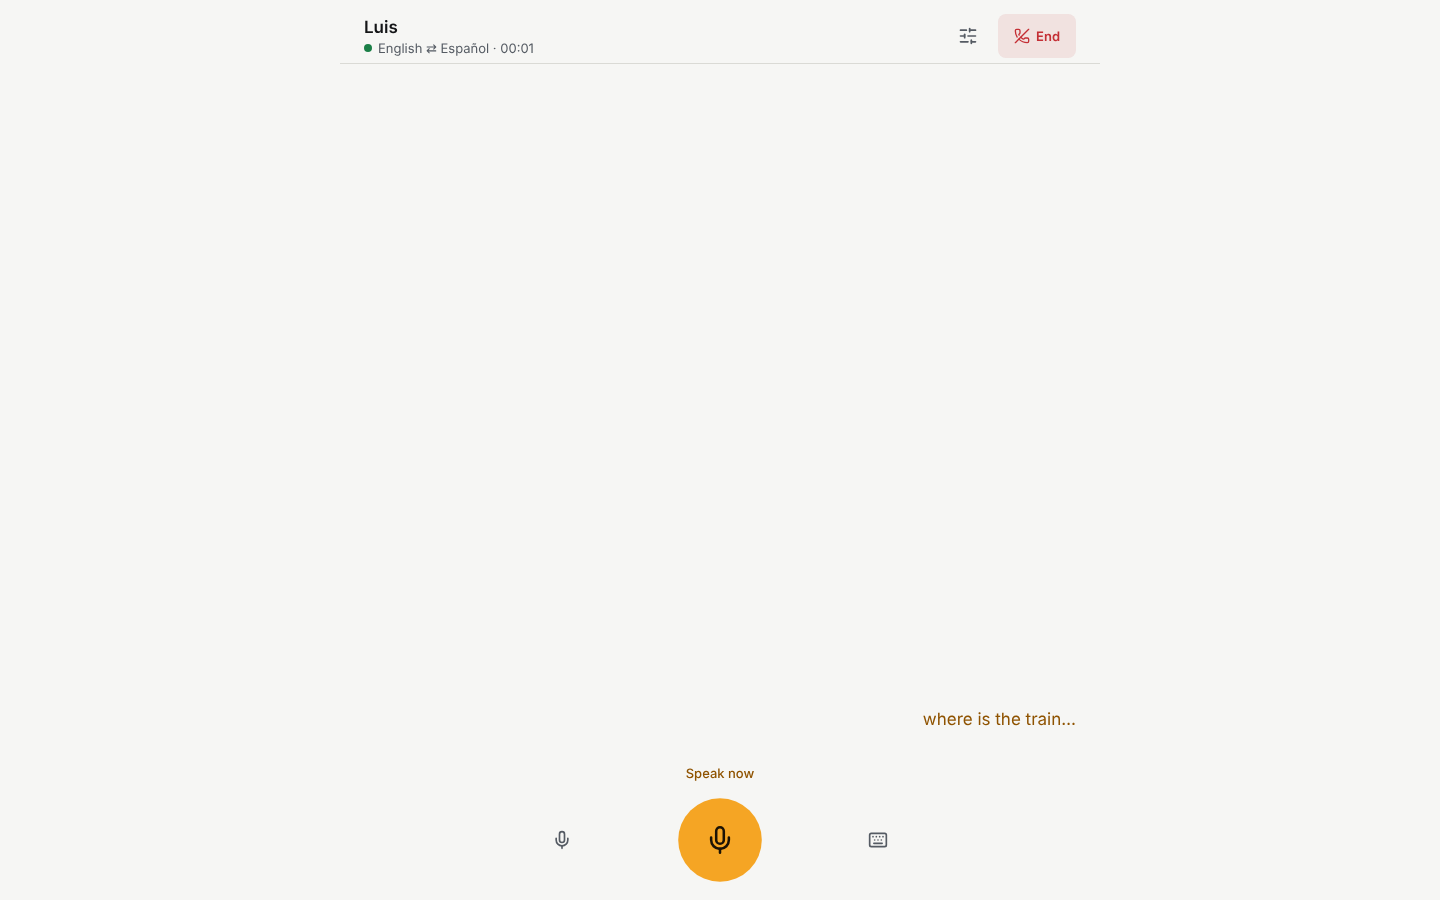 Luis
English ⇄ Español · 00:01
End
where is the train...
Speak now